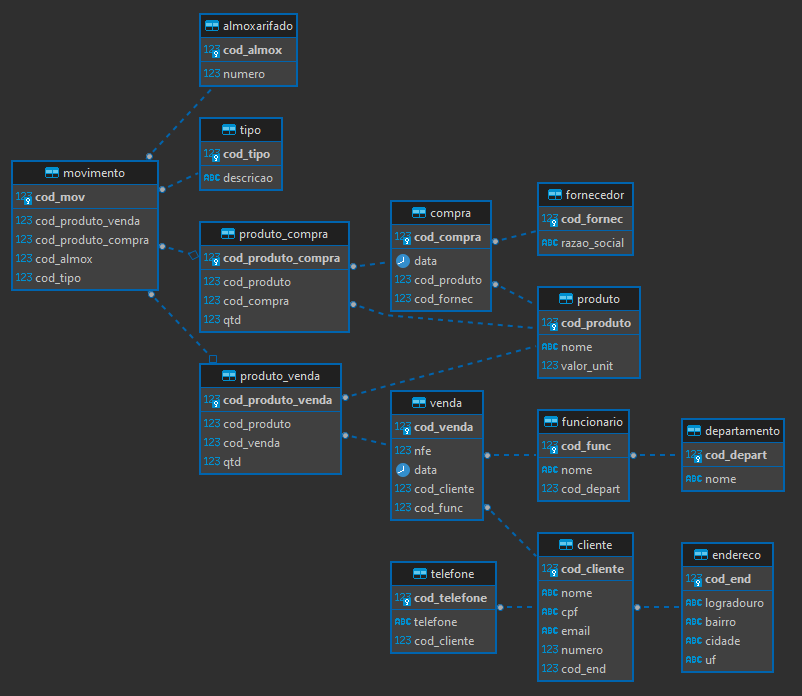 almoxarifado
123 cod_almox
123 numero
tipo
123 cod_tipo
ABC descricao
movimento
123 cod_mov
123 cod_produto_venda
123 cod_produto_compra
123 cod_almox
123 cod_tipo
produto_compra
123 cod_produto_compra
123 cod_produto
123 cod_compra
123 qtd
compra
123 cod_compra
data
123 cod_produto
123 cod_fornec
fornecedor
123 cod_fornec
ABC razao_social
produto
123 cod_produto
ABC nome
123 valor_unit
produto_venda
123 cod_produto_venda
123 cod_produto
123 cod_venda
123 qtd
venda
123 cod_venda
123 nfe
data
123 cod_cliente
123 cod_func
funcionario
123 cod_func
ABC nome
123 cod_depart
departamento
123 cod_depart
ABC nome
telefone
123 cod_telefone
ABC telefone
123 cod_cliente
cliente
123 cod_cliente
ABC nome
ABC cpf
ABC email
123 numero
123 cod_end
endereco
123 cod_end
ABC logradouro
ABC bairro
ABC cidade
ABC uf